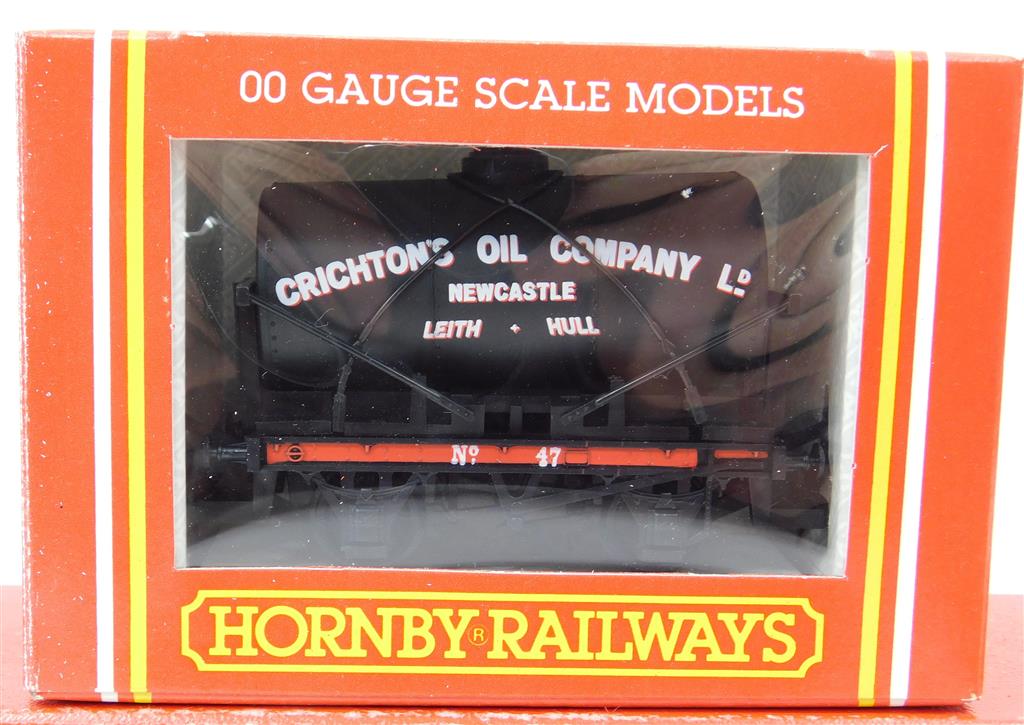 00 GAUGE SCALE MODELS
CRICHTON'S OIL COMPANY LD
NEWCASTLE
LEITH + HULL
No 47
HORNBY ® RAILWAYS